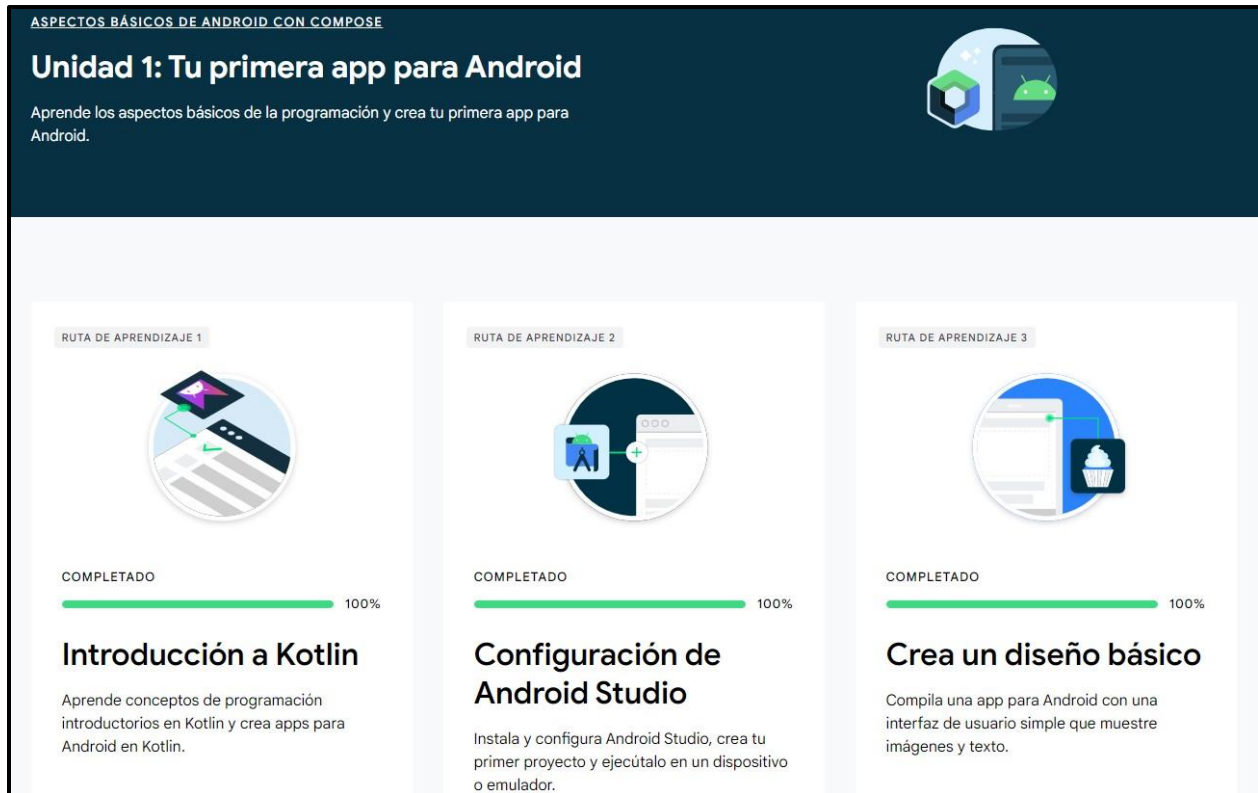 ASPECTOS BÁSICOS DE ANDROID CON COMPOSE
Unidad 1: Tu primera app para Android
Aprende los aspectos básicos de la programación y crea tu primera app para
Android.
RUTA DE APRENDIZAJE 1
COMPLETADO
100%
Introducción a Kotlin
Aprende conceptos de programación
introductorios en Kotlin y crea apps para
Android en Kotlin.
RUTA DE APRENDIZAJE 2
COMPLETADO
100%
Configuración de
Android Studio
Instala y configura Android Studio, crea tu
primer proyecto y ejecútalo en un dispositivo
o emulador.
RUTA DE APRENDIZAJE 3
COMPLETADO
100%
Crea un diseño básico
Compila una app para Android con una
interfaz de usuario simple que muestre
imágenes y texto.